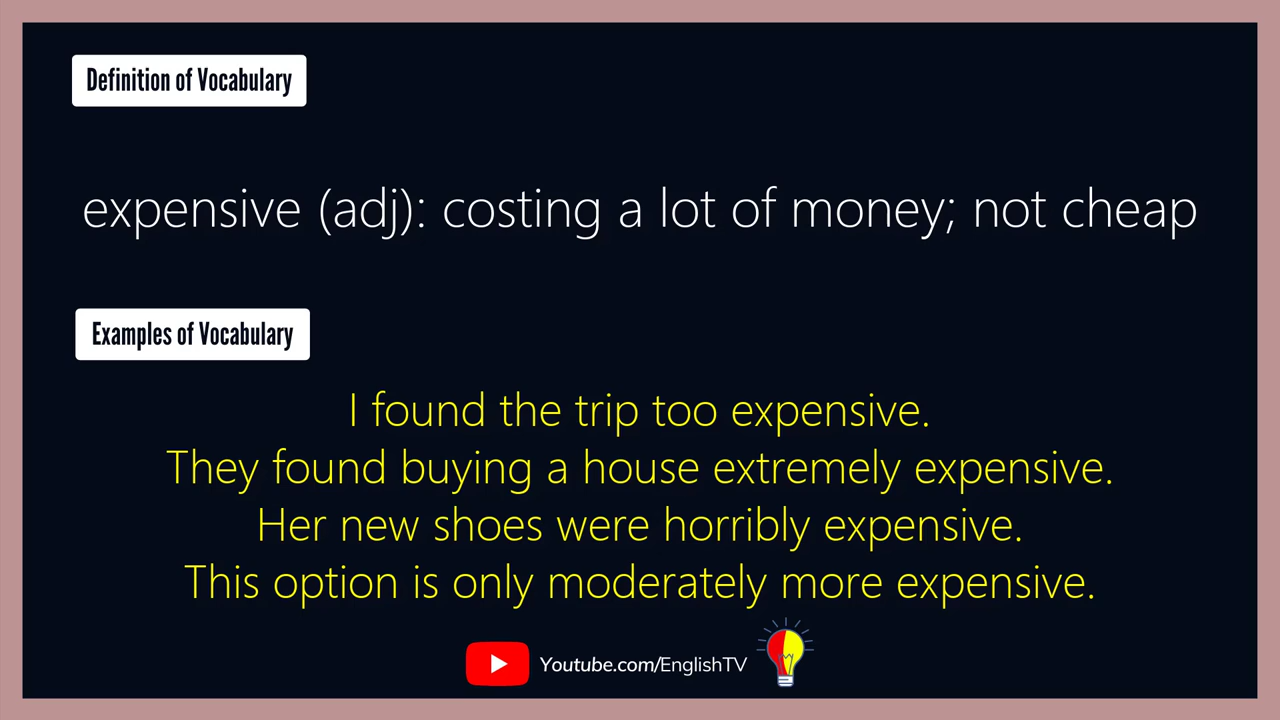 Definition of Vocabulary
expensive (adj): costing a lot of money; not cheap
Examples of Vocabulary
I found the trip too expensive.
They found buying a house extremely expensive.
Her new shoes were horribly expensive.
This option is only moderately more expensive.
Youtube.com/EnglishTV